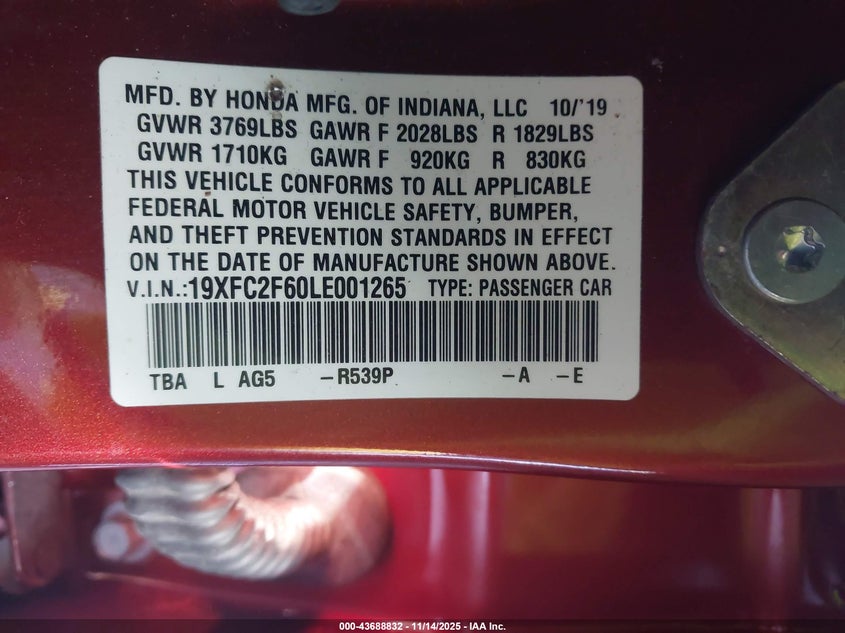 MFD. BY HONDA MFG. OF INDIANA, LLC 10/'19
GVWR 3769LBS GAWR F 2028LBS R 1829LBS
GVWR 1710KG GAWR F 920KG R 830KG
THIS VEHICLE CONFORMS TO ALL APPLICABLE
FEDERAL MOTOR VEHICLE SAFETY, BUMPER,
AND THEFT PREVENTION STANDARDS IN EFFECT
ON THE DATE OF MANUFACTURE SHOWN ABOVE.
V.I.N.:19XFC2F60LE001265 TYPE: PASSENGER CAR
TBA L AG5 –R539P –A –E
000-43688832 - 11/14/2025 - IAA Inc.